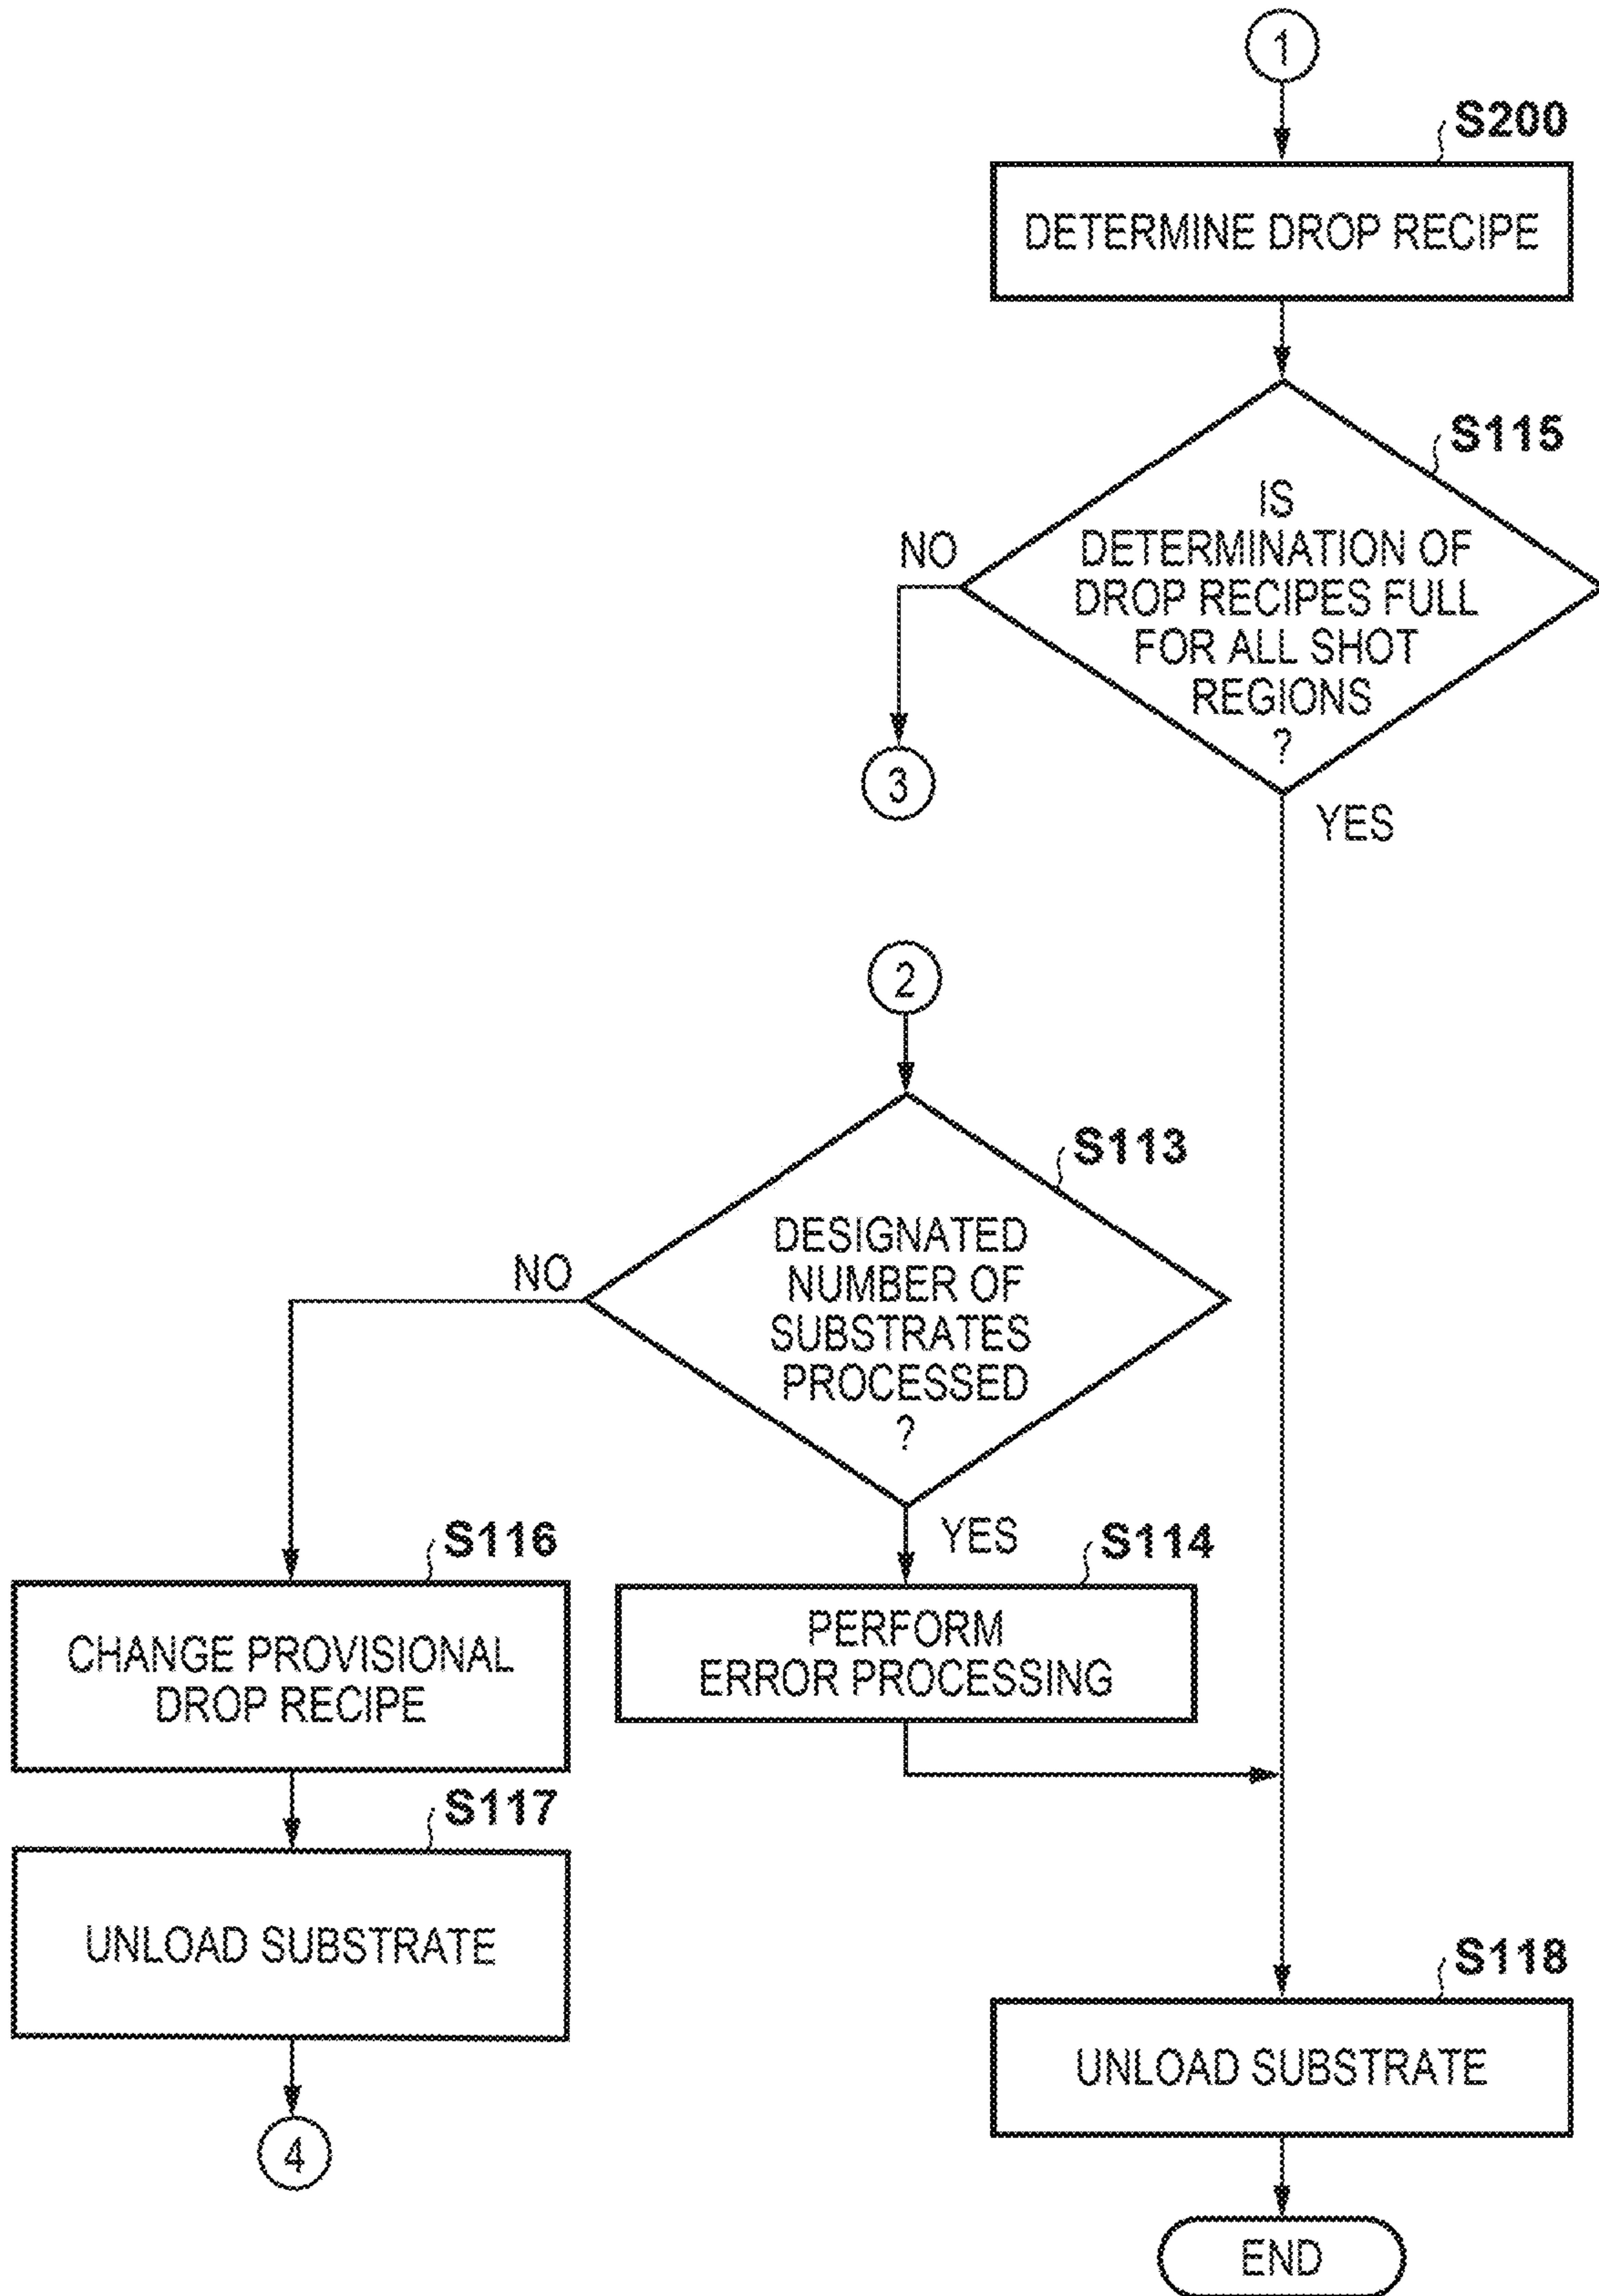 1
S200
DETERMINE DROP RECIPE
S115
IS
DETERMINATION OF
DROP RECIPES FULL
FOR ALL SHOT
REGIONS
?
NO
3
YES
2
S113
DESIGNATED
NUMBER OF
SUBSTRATES
PROCESSED
?
NO
YES
S116
CHANGE PROVISIONAL
DROP RECIPE
S114
PERFORM
ERROR PROCESSING
S117
UNLOAD SUBSTRATE
4
S118
UNLOAD SUBSTRATE
END